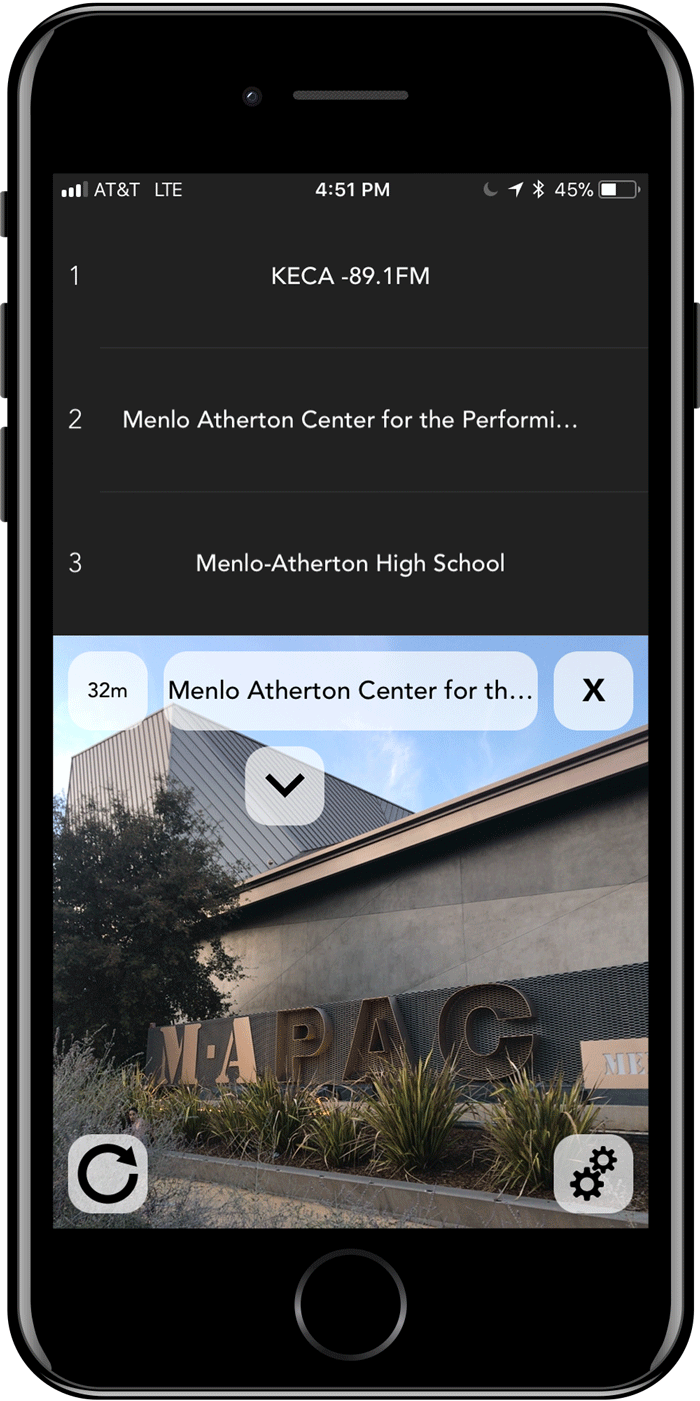 AT&T LTE 4:51 PM 45%
1 KECA -89.1FM
2 Menlo Atherton Center for the Performi...
3 Menlo-Atherton High School
32m Menlo Atherton Center for th... X
M-A PAC
ME